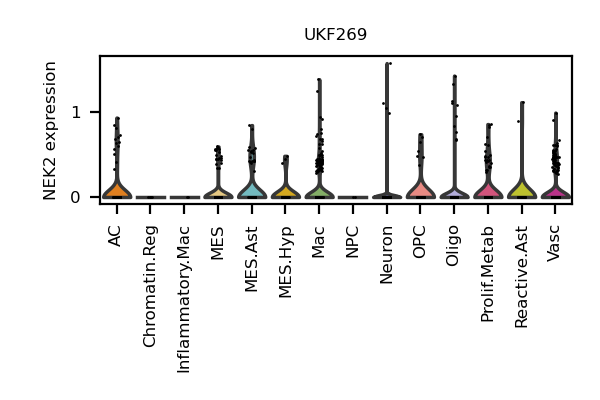 UKF269
NEK2 expression
1
0
AC
Chromatin.Reg
Inflammatory.Mac
MES
MES.Ast
MES.Hyp
Mac
NPC
Neuron
OPC
Oligo
Prolif.Metab
Reactive.Ast
Vasc